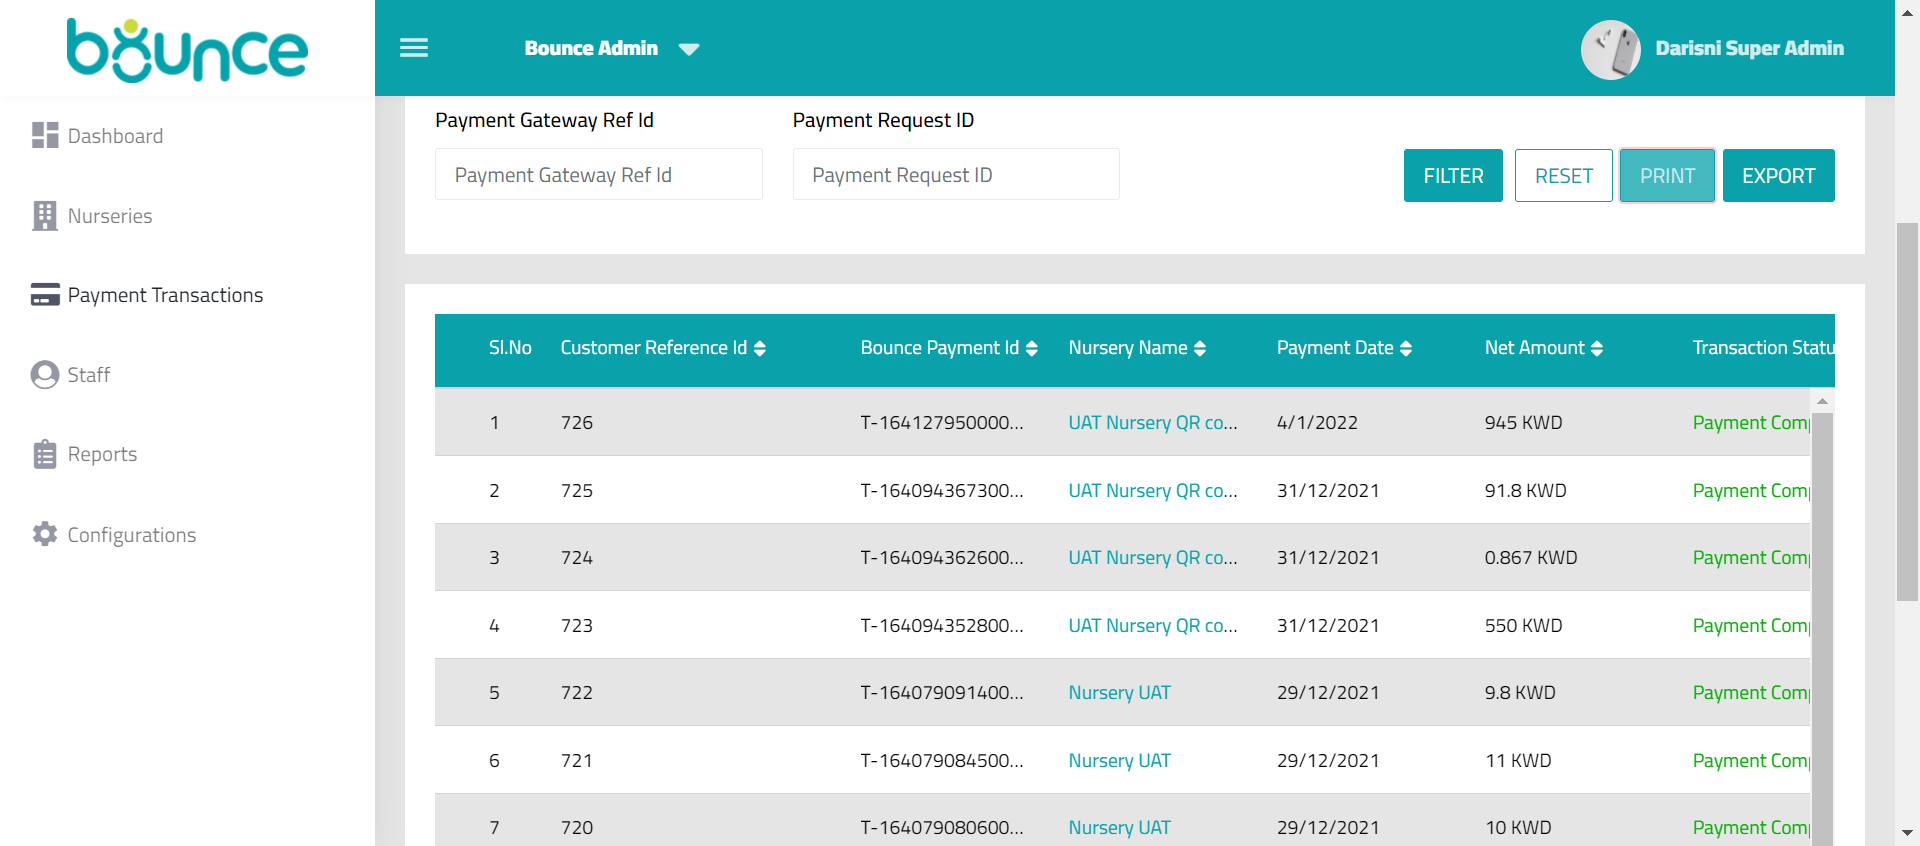 bounce
Bounce Admin
Darisni Super Admin
Dashboard
Nurseries
Payment Transactions
Staff
Reports
Configurations
Payment Gateway Ref Id
Payment Request ID
Payment Gateway Ref Id
Payment Request ID
FILTER
RESET
PRINT
EXPORT
Sl.No Customer Reference Id Bounce Payment Id Nursery Name Payment Date Net Amount Transaction Statu
1 726 T-164127950000... UAT Nursery QR co... 4/1/2022 945 KWD Payment Comp
2 725 T-164094367300... UAT Nursery QR co... 31/12/2021 91.8 KWD Payment Comp
3 724 T-164094362600... UAT Nursery QR co... 31/12/2021 0.867 KWD Payment Comp
4 723 T-164094352800... UAT Nursery QR co... 31/12/2021 550 KWD Payment Comp
5 722 T-164079091400... Nursery UAT 29/12/2021 9.8 KWD Payment Comp
6 721 T-164079084500... Nursery UAT 29/12/2021 11 KWD Payment Comp
7 720 T-164079080600... Nursery UAT 29/12/2021 10 KWD Payment Comp